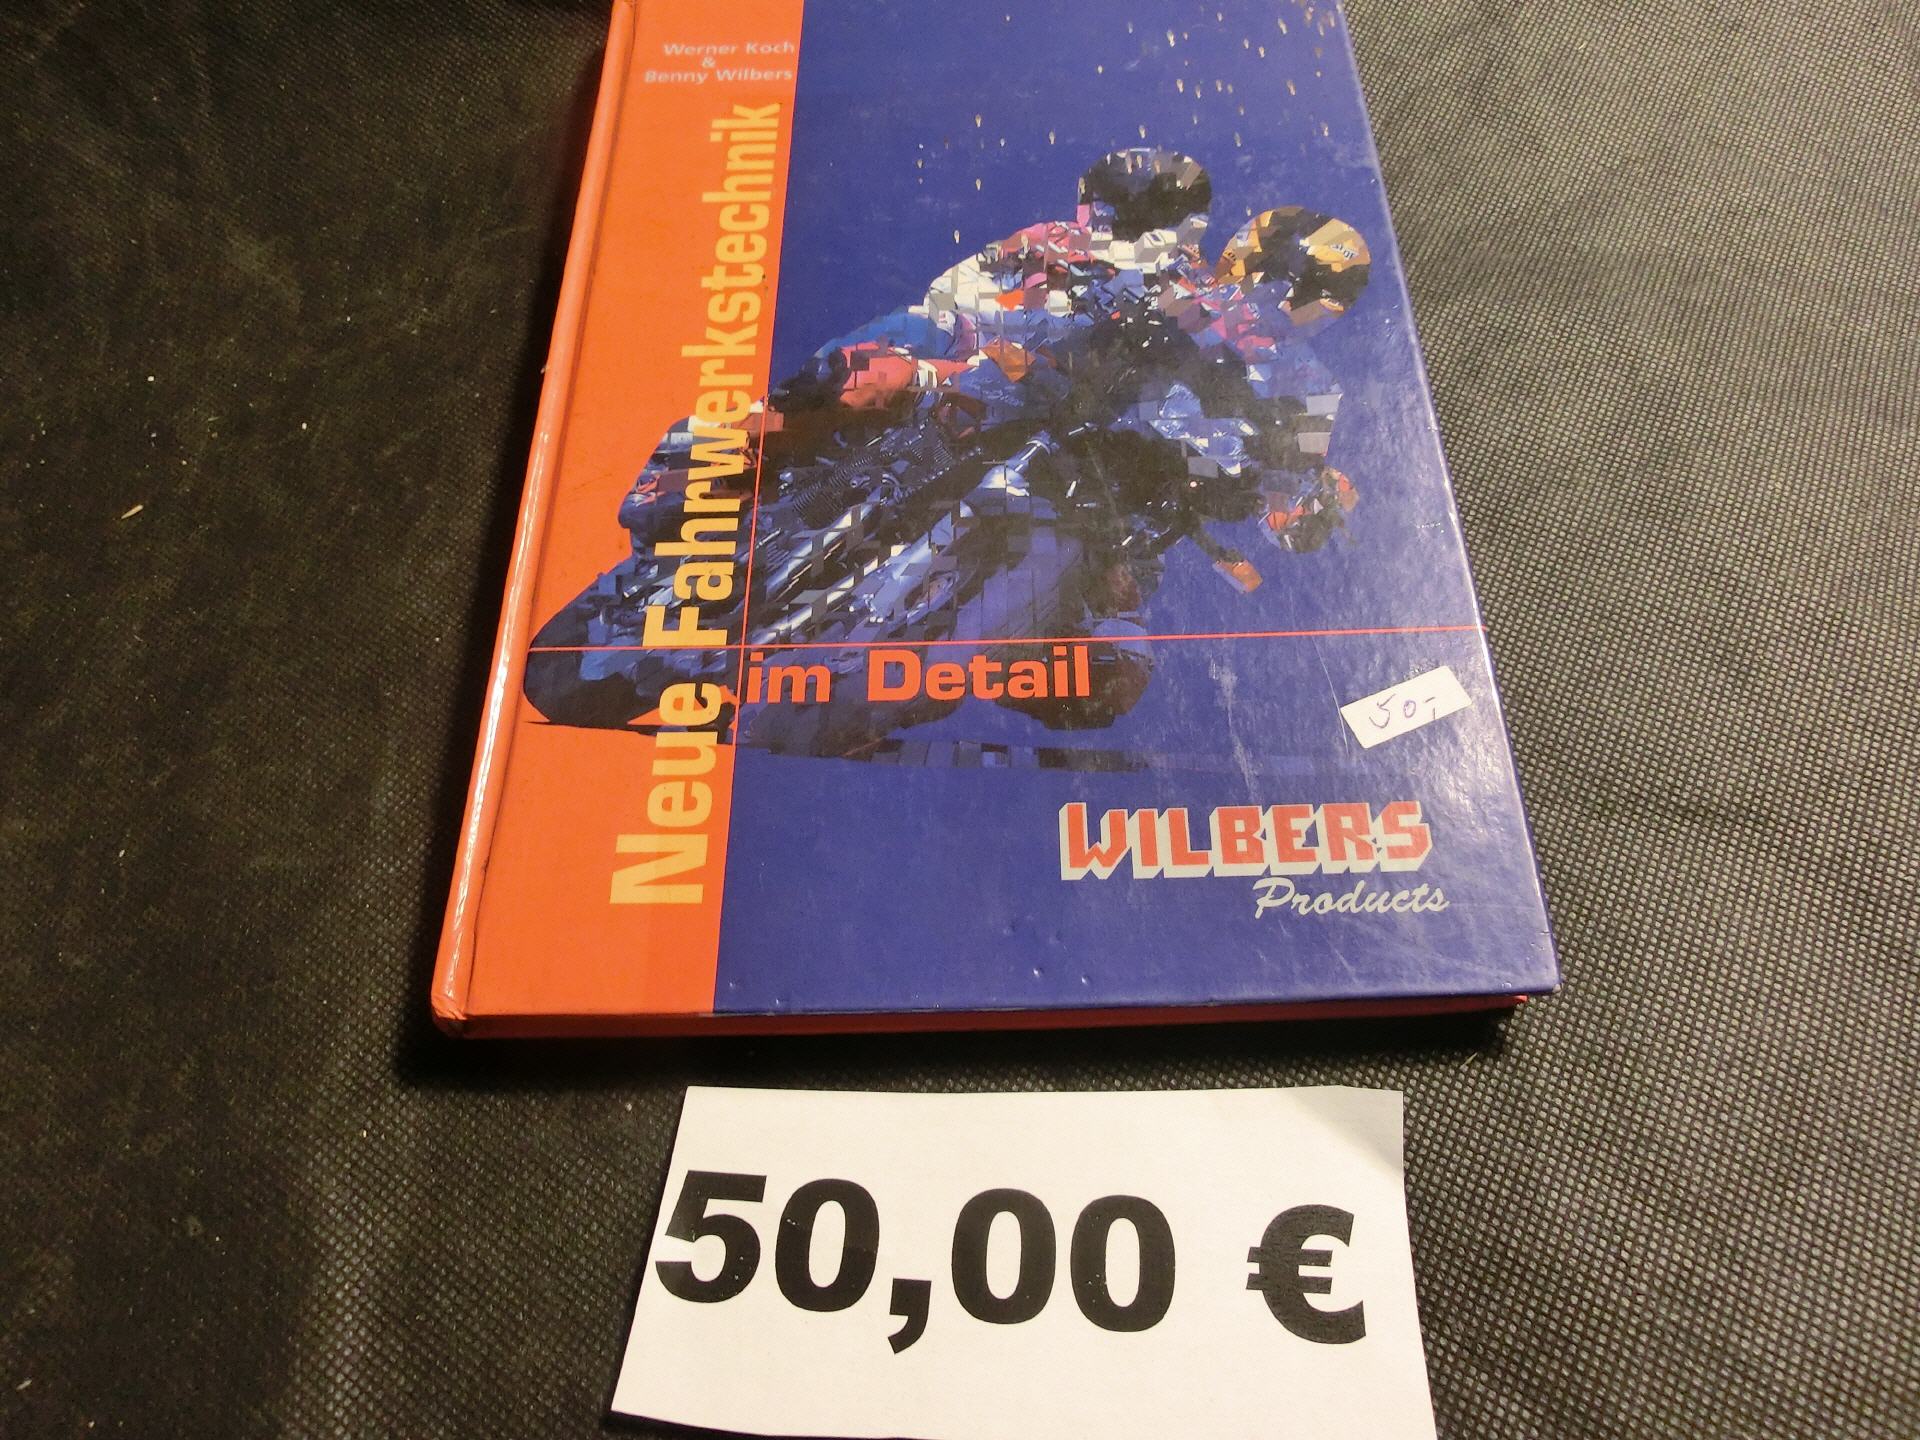 Werner Koch
&
Benny Wilbers
Neue Fahrwerkstechnik
im Detail
50,-
WILBERS
Products
50,00 €